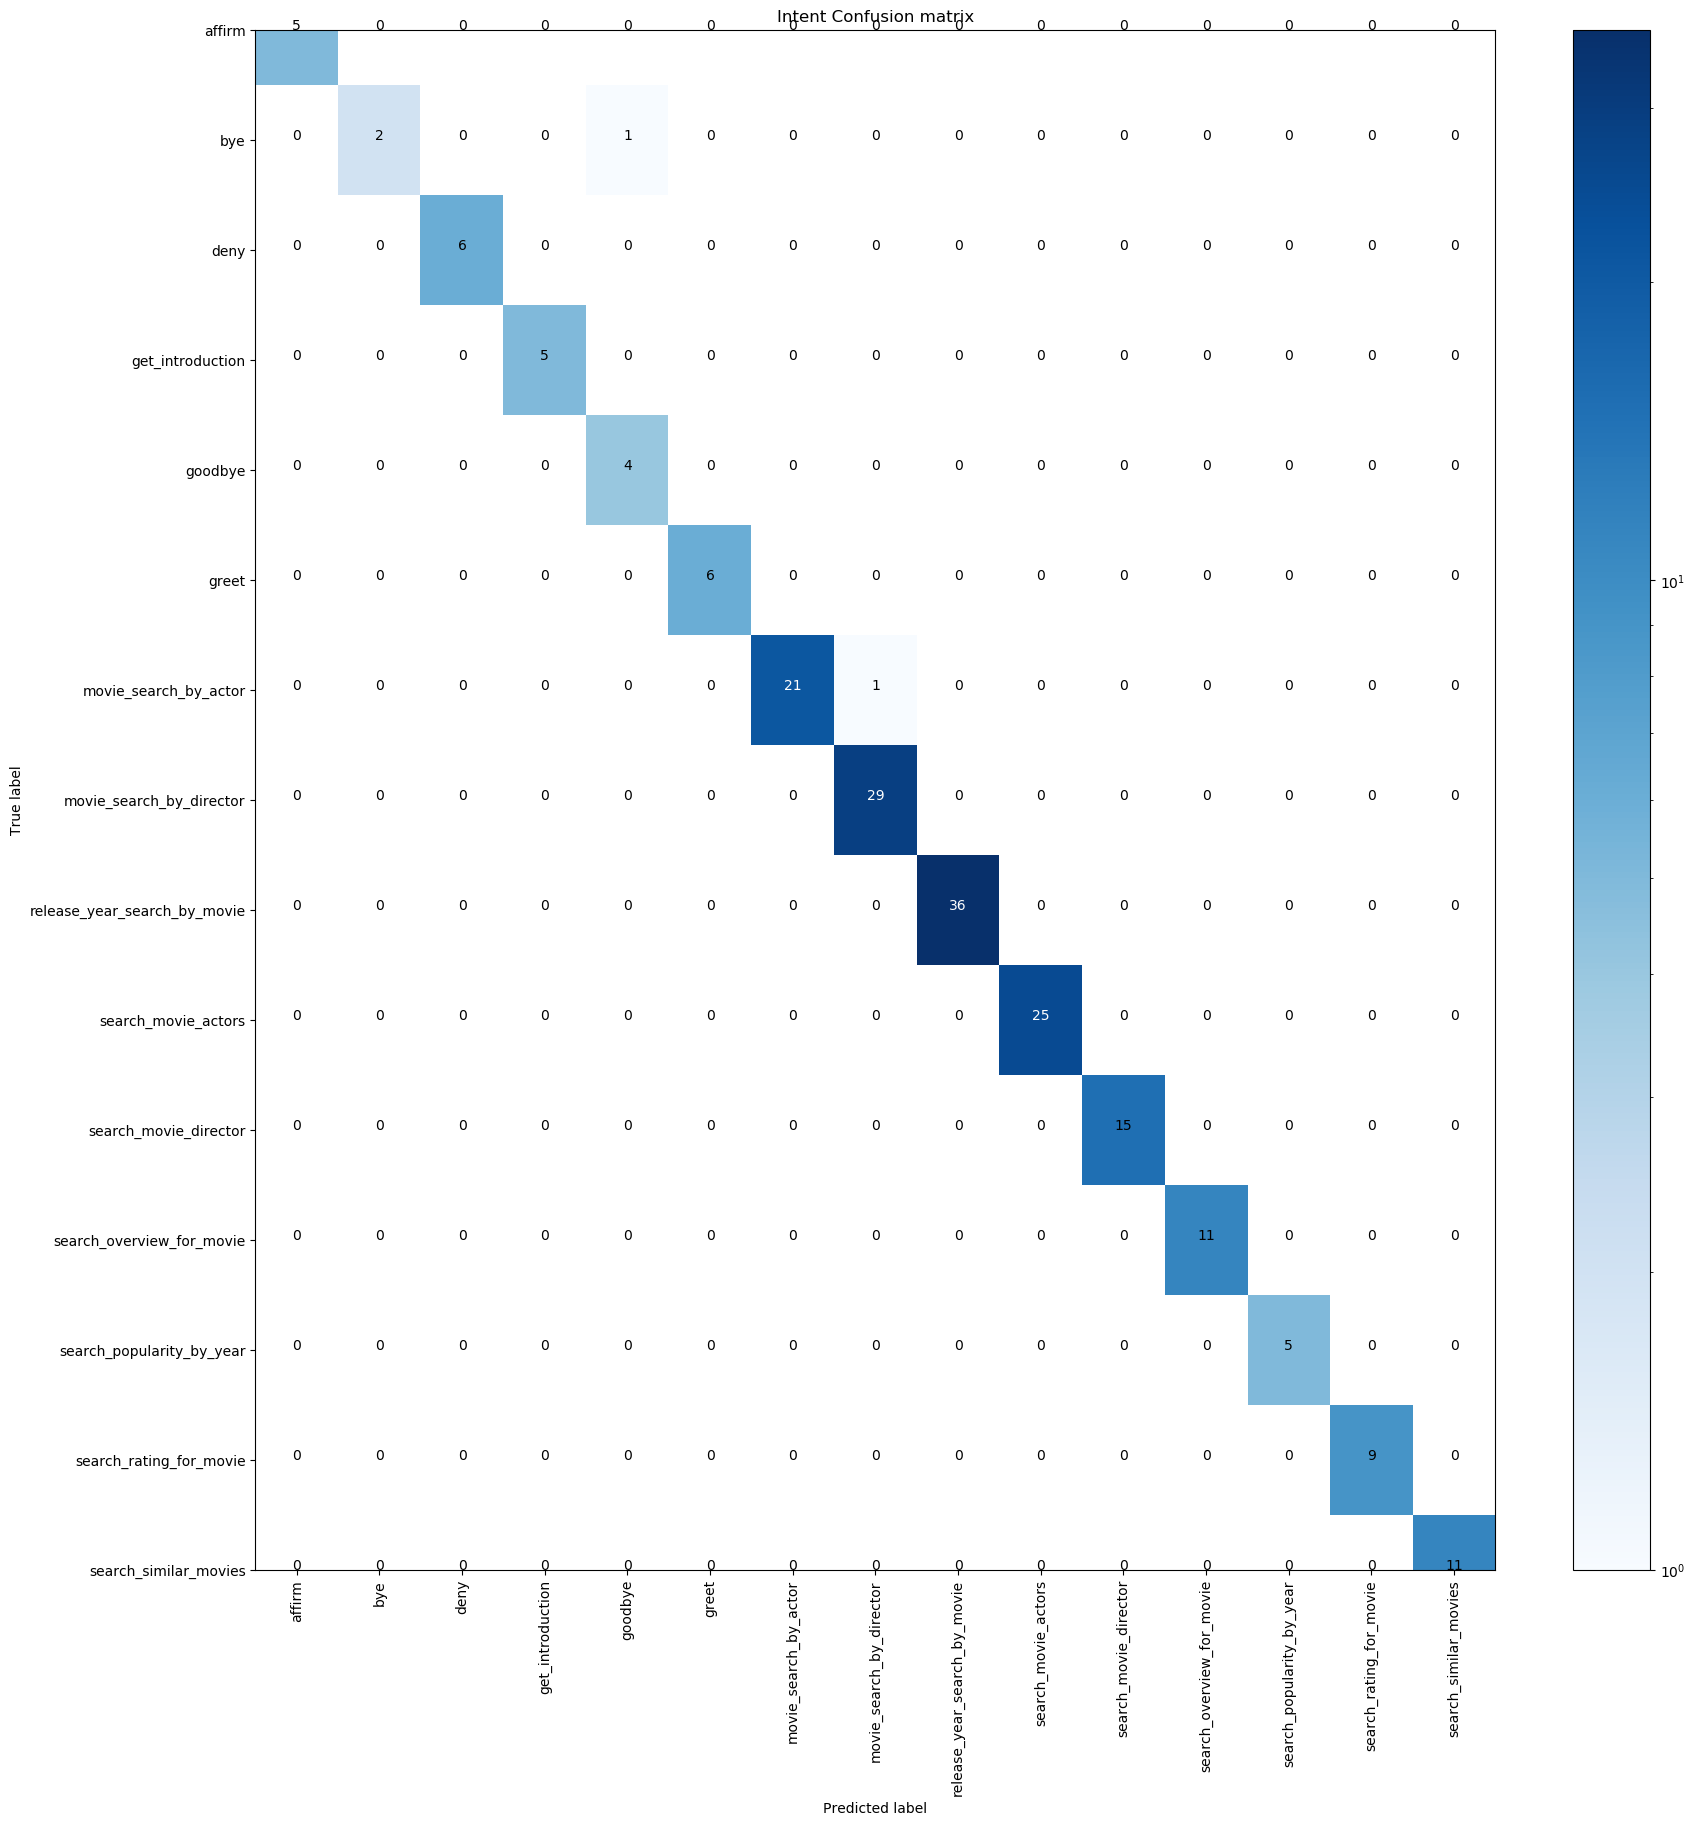 Intent Confusion matrix
affirm 5 0 0 0 0 0 0 0 0 0 0 0 0 0 0
bye 0 2 0 0 1 0 0 0 0 0 0 0 0 0 0
deny 0 0 6 0 0 0 0 0 0 0 0 0 0 0 0
get_introduction 0 0 0 5 0 0 0 0 0 0 0 0 0 0 0
goodbye 0 0 0 0 4 0 0 0 0 0 0 0 0 0 0
greet 0 0 0 0 0 6 0 0 0 0 0 0 0 0 0
10¹
movie_search_by_actor 0 0 0 0 0 0 21 1 0 0 0 0 0 0 0
True label
movie_search_by_director 0 0 0 0 0 0 0 29 0 0 0 0 0 0 0
release_year_search_by_movie 0 0 0 0 0 0 0 0 36 0 0 0 0 0 0
search_movie_actors 0 0 0 0 0 0 0 0 0 25 0 0 0 0 0
search_movie_director 0 0 0 0 0 0 0 0 0 0 15 0 0 0 0
search_overview_for_movie 0 0 0 0 0 0 0 0 0 0 0 11 0 0 0
search_popularity_by_year 0 0 0 0 0 0 0 0 0 0 0 0 5 0 0
search_rating_for_movie 0 0 0 0 0 0 0 0 0 0 0 0 0 9 0
search_similar_movies 0 0 0 0 0 0 0 0 0 0 0 0 0 0 11
10⁰
affirm
bye
deny
get_introduction
goodbye
greet
movie_search_by_actor
movie_search_by_director
release_year_search_by_movie
search_movie_actors
search_movie_director
search_overview_for_movie
search_popularity_by_year
search_rating_for_movie
search_similar_movies
Predicted label